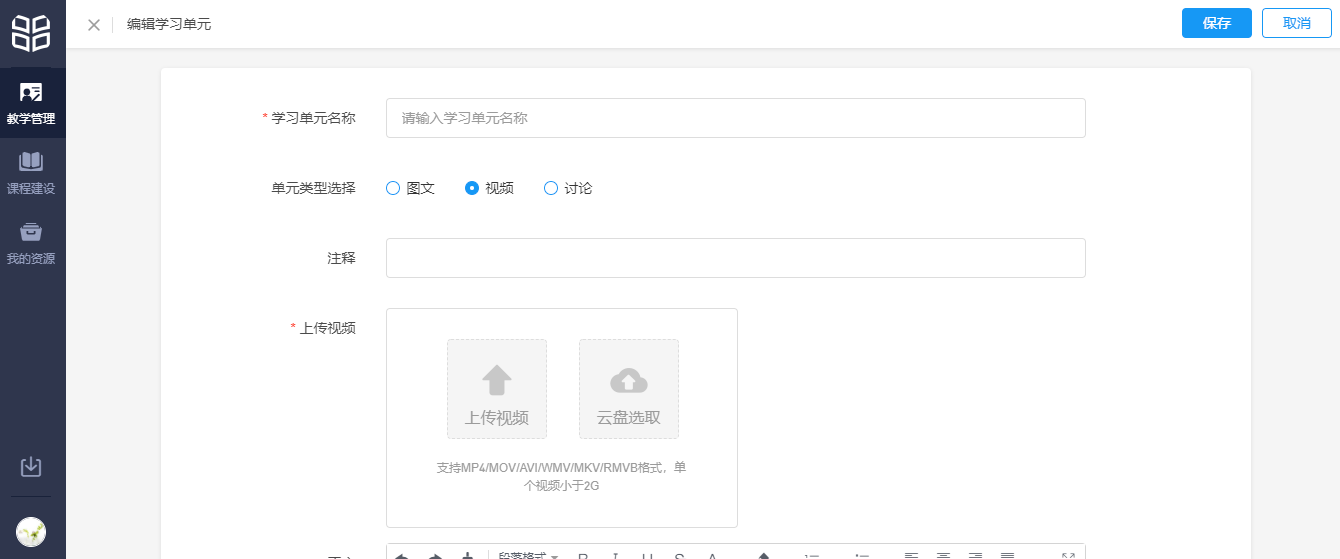 编辑学习单元
保存
取消
教学管理
课程建设
我的资源
* 学习单元名称
请输入学习单元名称
单元类型选择
图文
视频
讨论
注释
* 上传视频
上传视频
云盘选取
支持MP4/MOV/AVI/WMV/MKV/RMVB格式，单
个视频小于2G
段落格式